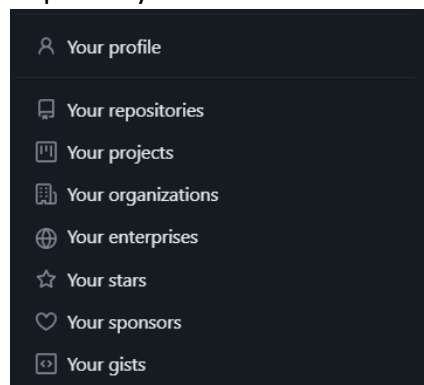 Your profile
Your repositories
Your projects
Your organizations
Your enterprises
Your stars
Your sponsors
Your gists